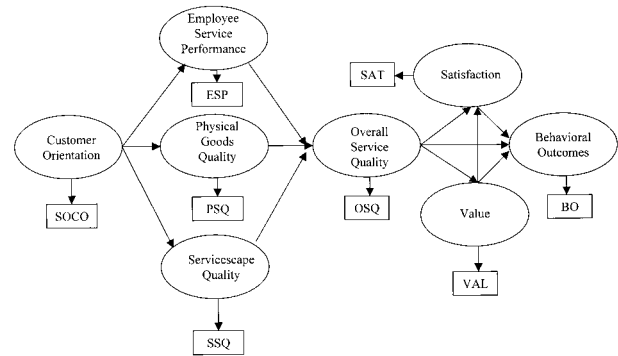 Employee
Service
Performance
ESP
SAT
Satisfaction
Customer
Orientation
SOCO
Physical
Goods
Quality
PSQ
Overall
Service
Quality
OSQ
Behavioral
Outcomes
BO
Value
VAL
Servicescape
Quality
SSQ